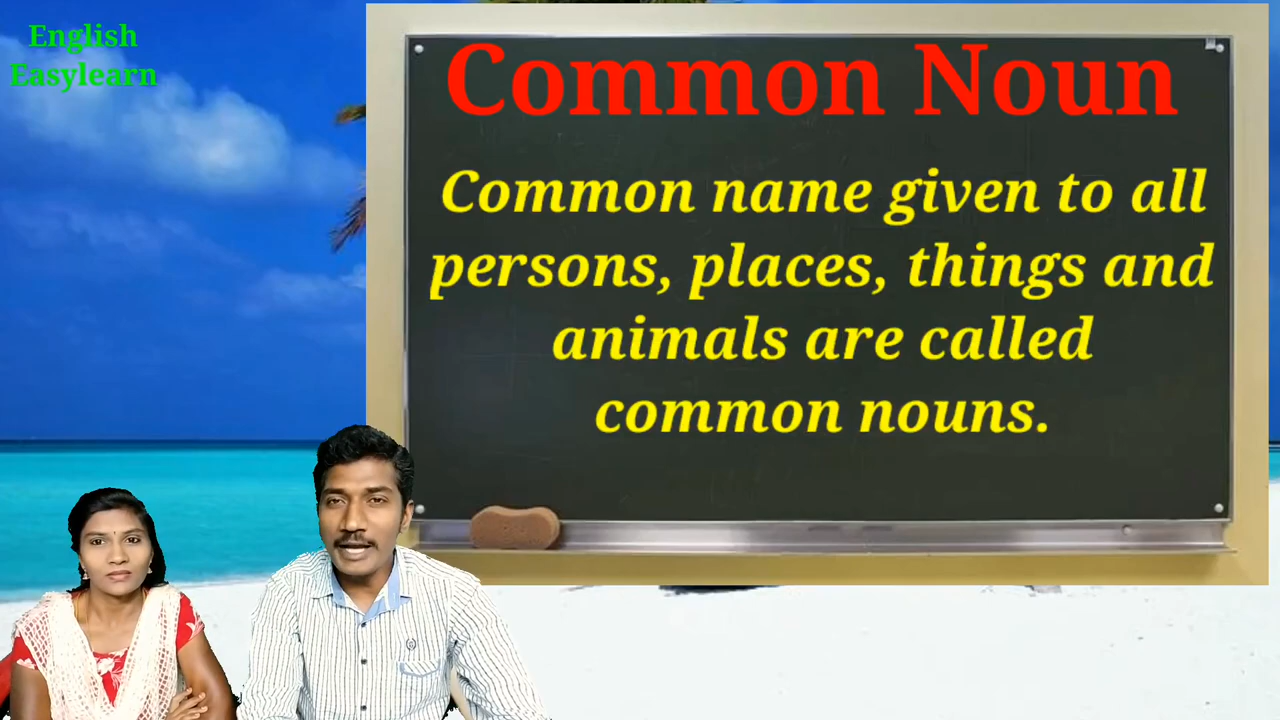 English
Easylearn
Common Noun
Common name given to all
persons, places, things and
animals are called
common nouns.